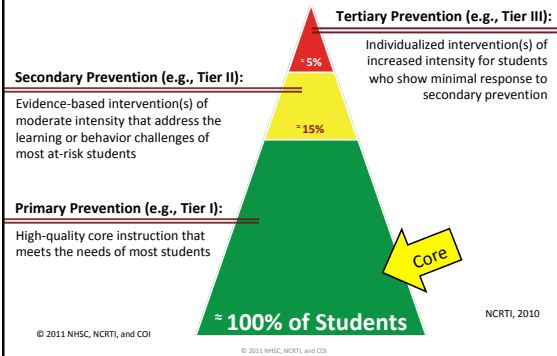 Tertiary Prevention (e.g., Tier III):
Individualized intervention(s) of
increased intensity for students
who show minimal response to
secondary prevention
≈ 5%
Secondary Prevention (e.g., Tier II):
Evidence-based intervention(s) of
moderate intensity that address the
learning or behavior challenges of
most at-risk students
≈ 15%
Primary Prevention (e.g., Tier I):
High-quality core instruction that
meets the needs of most students
Core
≈ 100% of Students
NCRTI, 2010
© 2011 NHSC, NCRTI, and COI
© 2011 NHSC, NCRTI, and COI